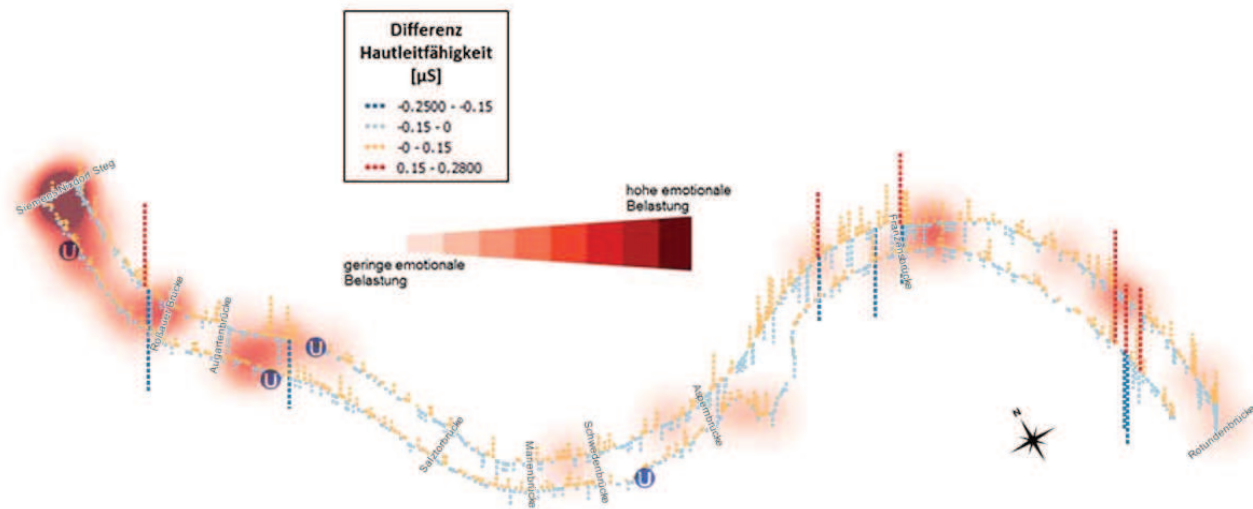 Differenz
Hautleitfähigkeit
[µS]
-0.2500 - -0.15
-0.15 - 0
-0 - 0.15
0.15 - 0.2800
hohe emotionale
Belastung
geringe emotionale
Belastung
Siemens-Nixdorf-Steg
U
Roßauer Brücke
Augartenbrücke
U
U
Salztorbrücke
Marienbrücke
Schwedenbrücke
U
Aspernbrücke
Franzensbrücke
N
Rotundenbrücke